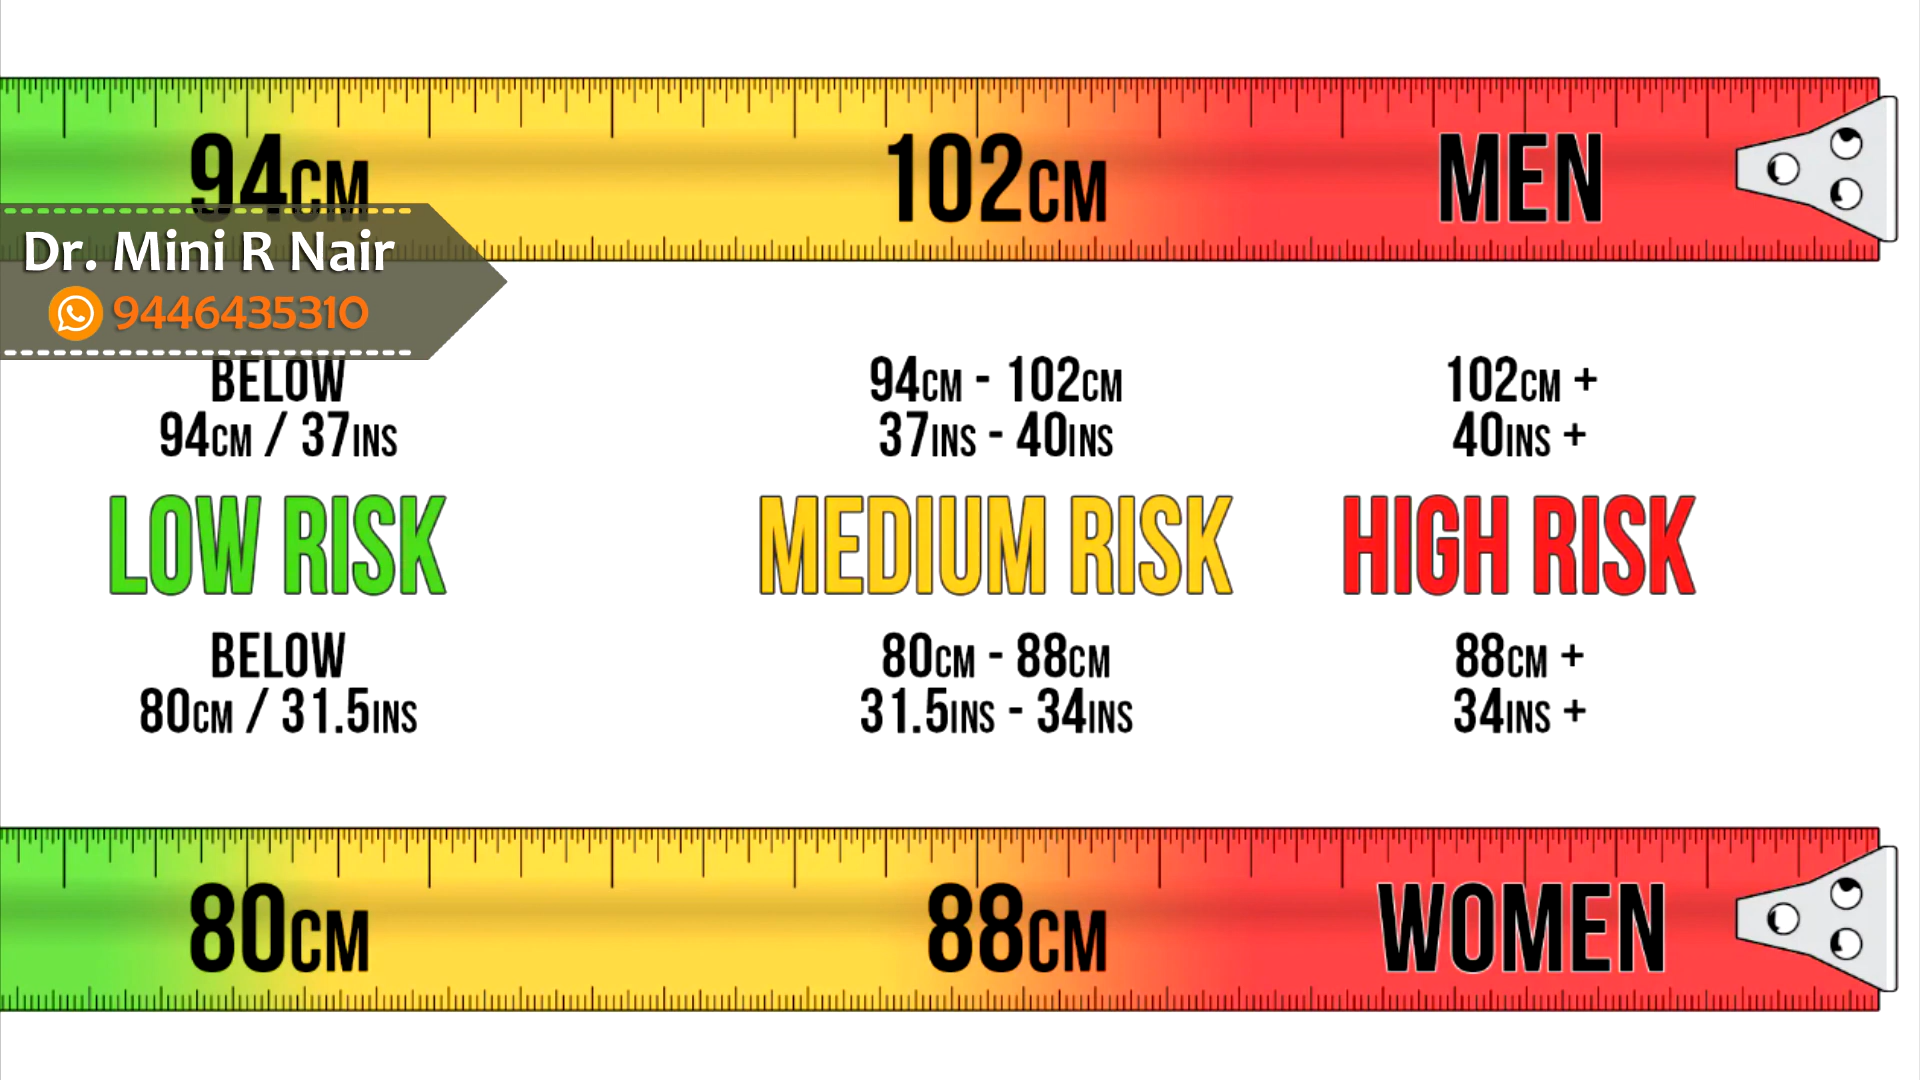 94CM
102CM
MEN
Dr. Mini R Nair
9446435310
BELOW
94CM / 37INS
94CM - 102CM
37INS - 40INS
102CM +
40INS +
LOW RISK
MEDIUM RISK
HIGH RISK
BELOW
80CM / 31.5INS
80CM - 88CM
31.5INS - 34INS
88CM +
34INS +
80CM
88CM
WOMEN